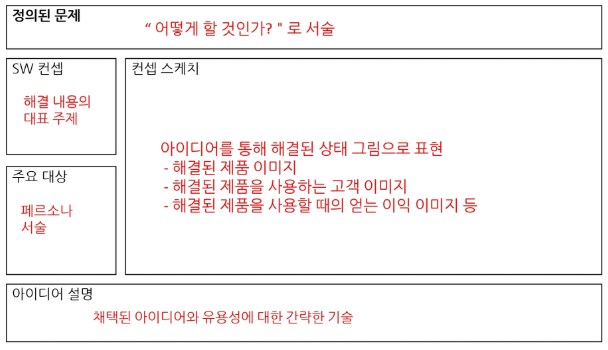 정의된 문제
“ 어떻게 할 것인가? " 로 서술
SW 컨셉
해결 내용의
대표 주제
컨셉 스케치
아이디어를 통해 해결된 상태 그림으로 표현
- 해결된 제품 이미지
- 해결된 제품을 사용하는 고객 이미지
- 해결된 제품을 사용할 때의 얻는 이익 이미지 등
주요 대상
페르소나
서술
아이디어 설명
채택된 아이디어와 유용성에 대한 간략한 기술